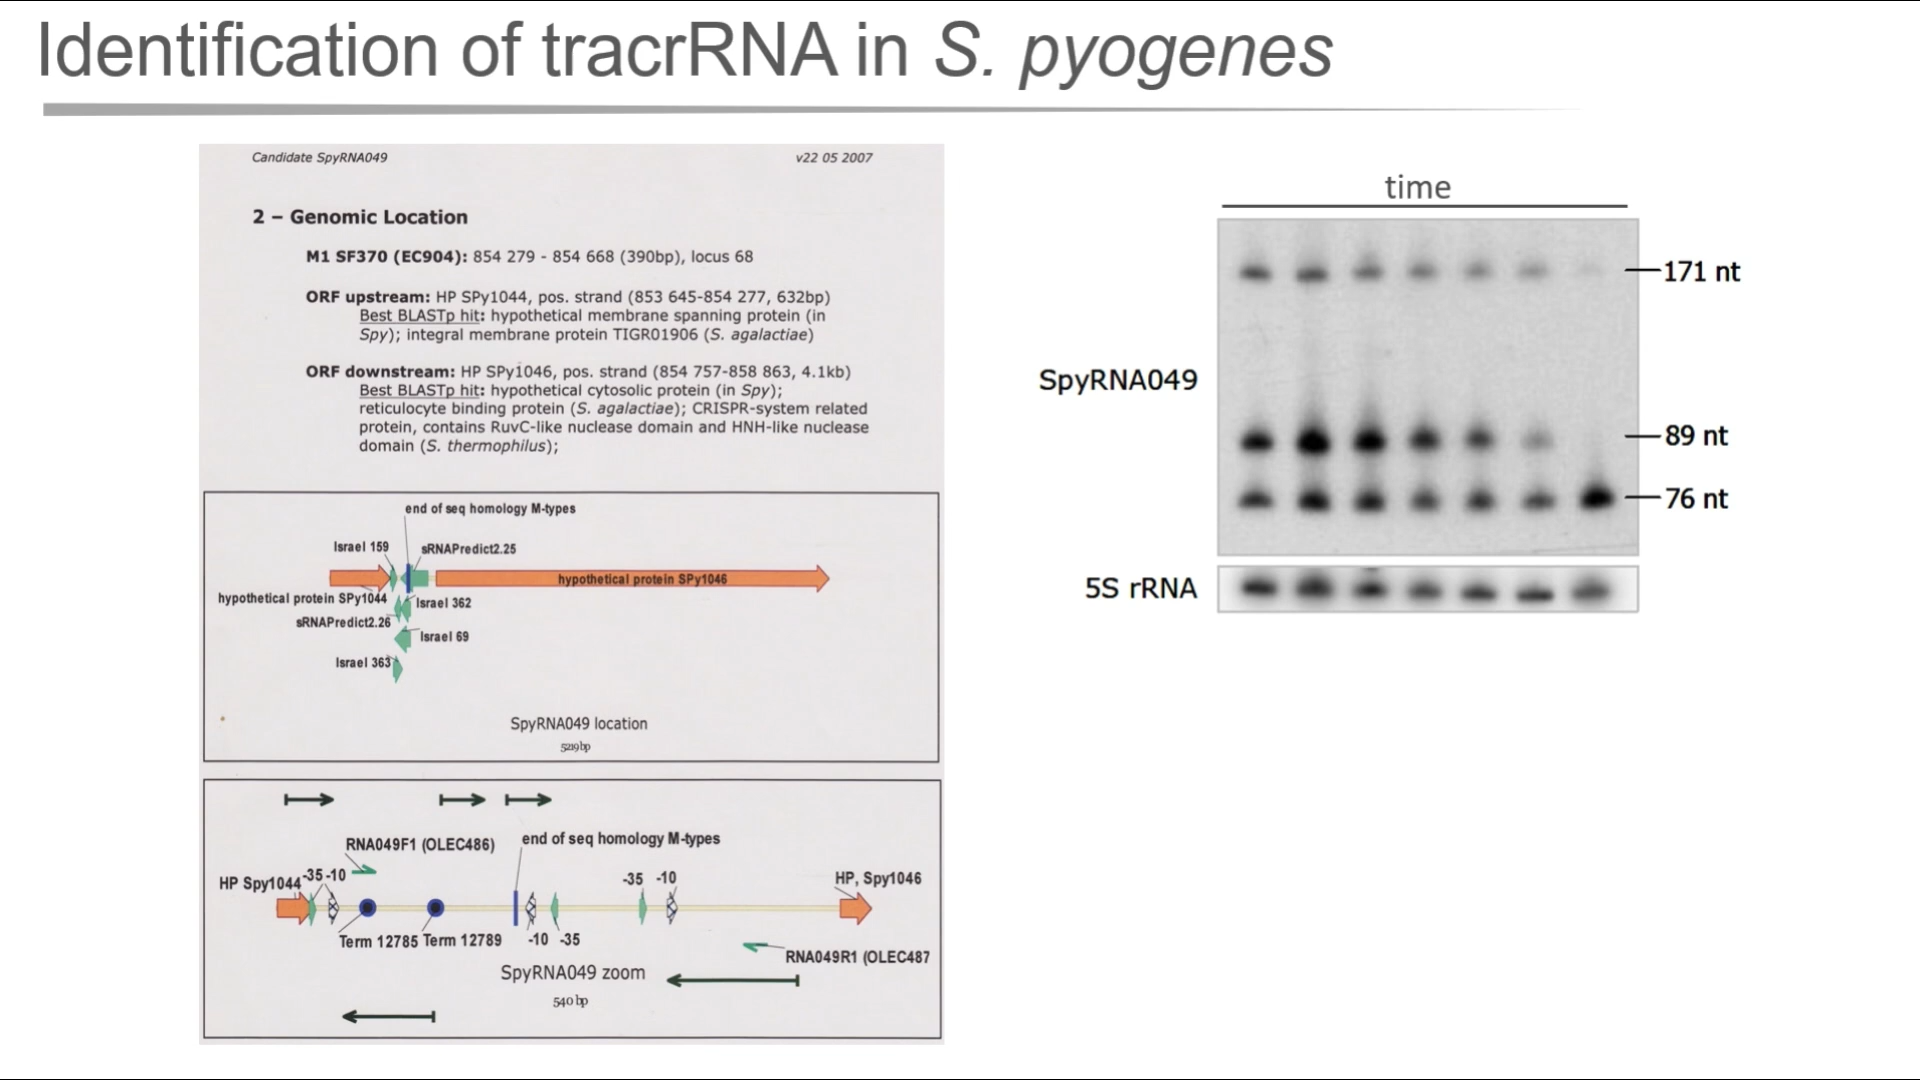 Identification of tracrRNA in S. pyogenes
Candidate SpyRNA049
v22 05 2007
2 – Genomic Location
M1 SF370 (EC904): 854 279 - 854 668 (390bp), locus 68
ORF upstream: HP SPy1044, pos. strand (853 645-854 277, 632bp)
Best BLASTp hit: hypothetical membrane spanning protein (in
Spy); integral membrane protein TIGR01906 (S. agalactiae)
ORF downstream: HP SPy1046, pos. strand (854 757-858 863, 4.1kb)
Best BLASTp hit: hypothetical cytosolic protein (in Spy);
reticulocyte binding protein (S. agalactiae); CRISPR-system related
protein, contains RuvC-like nuclease domain and HNH-like nuclease
domain (S. thermophilus);
end of seq homology M-types
Israel 159
sRNAPredict2.25
hypothetical protein SPy1046
hypothetical protein SPy1044
Israel 362
sRNAPredict2.26
Israel 69
Israel 363
SpyRNA049 location
5219 bp
RNA049F1 (OLEC486)
end of seq homology M-types
HP Spy1044
-35 -10
-35 -10
HP, Spy1046
Term 12785
Term 12789
-10 -35
RNA049R1 (OLEC487
SpyRNA049 zoom
540 bp
time
171 nt
SpyRNA049
89 nt
76 nt
5S rRNA